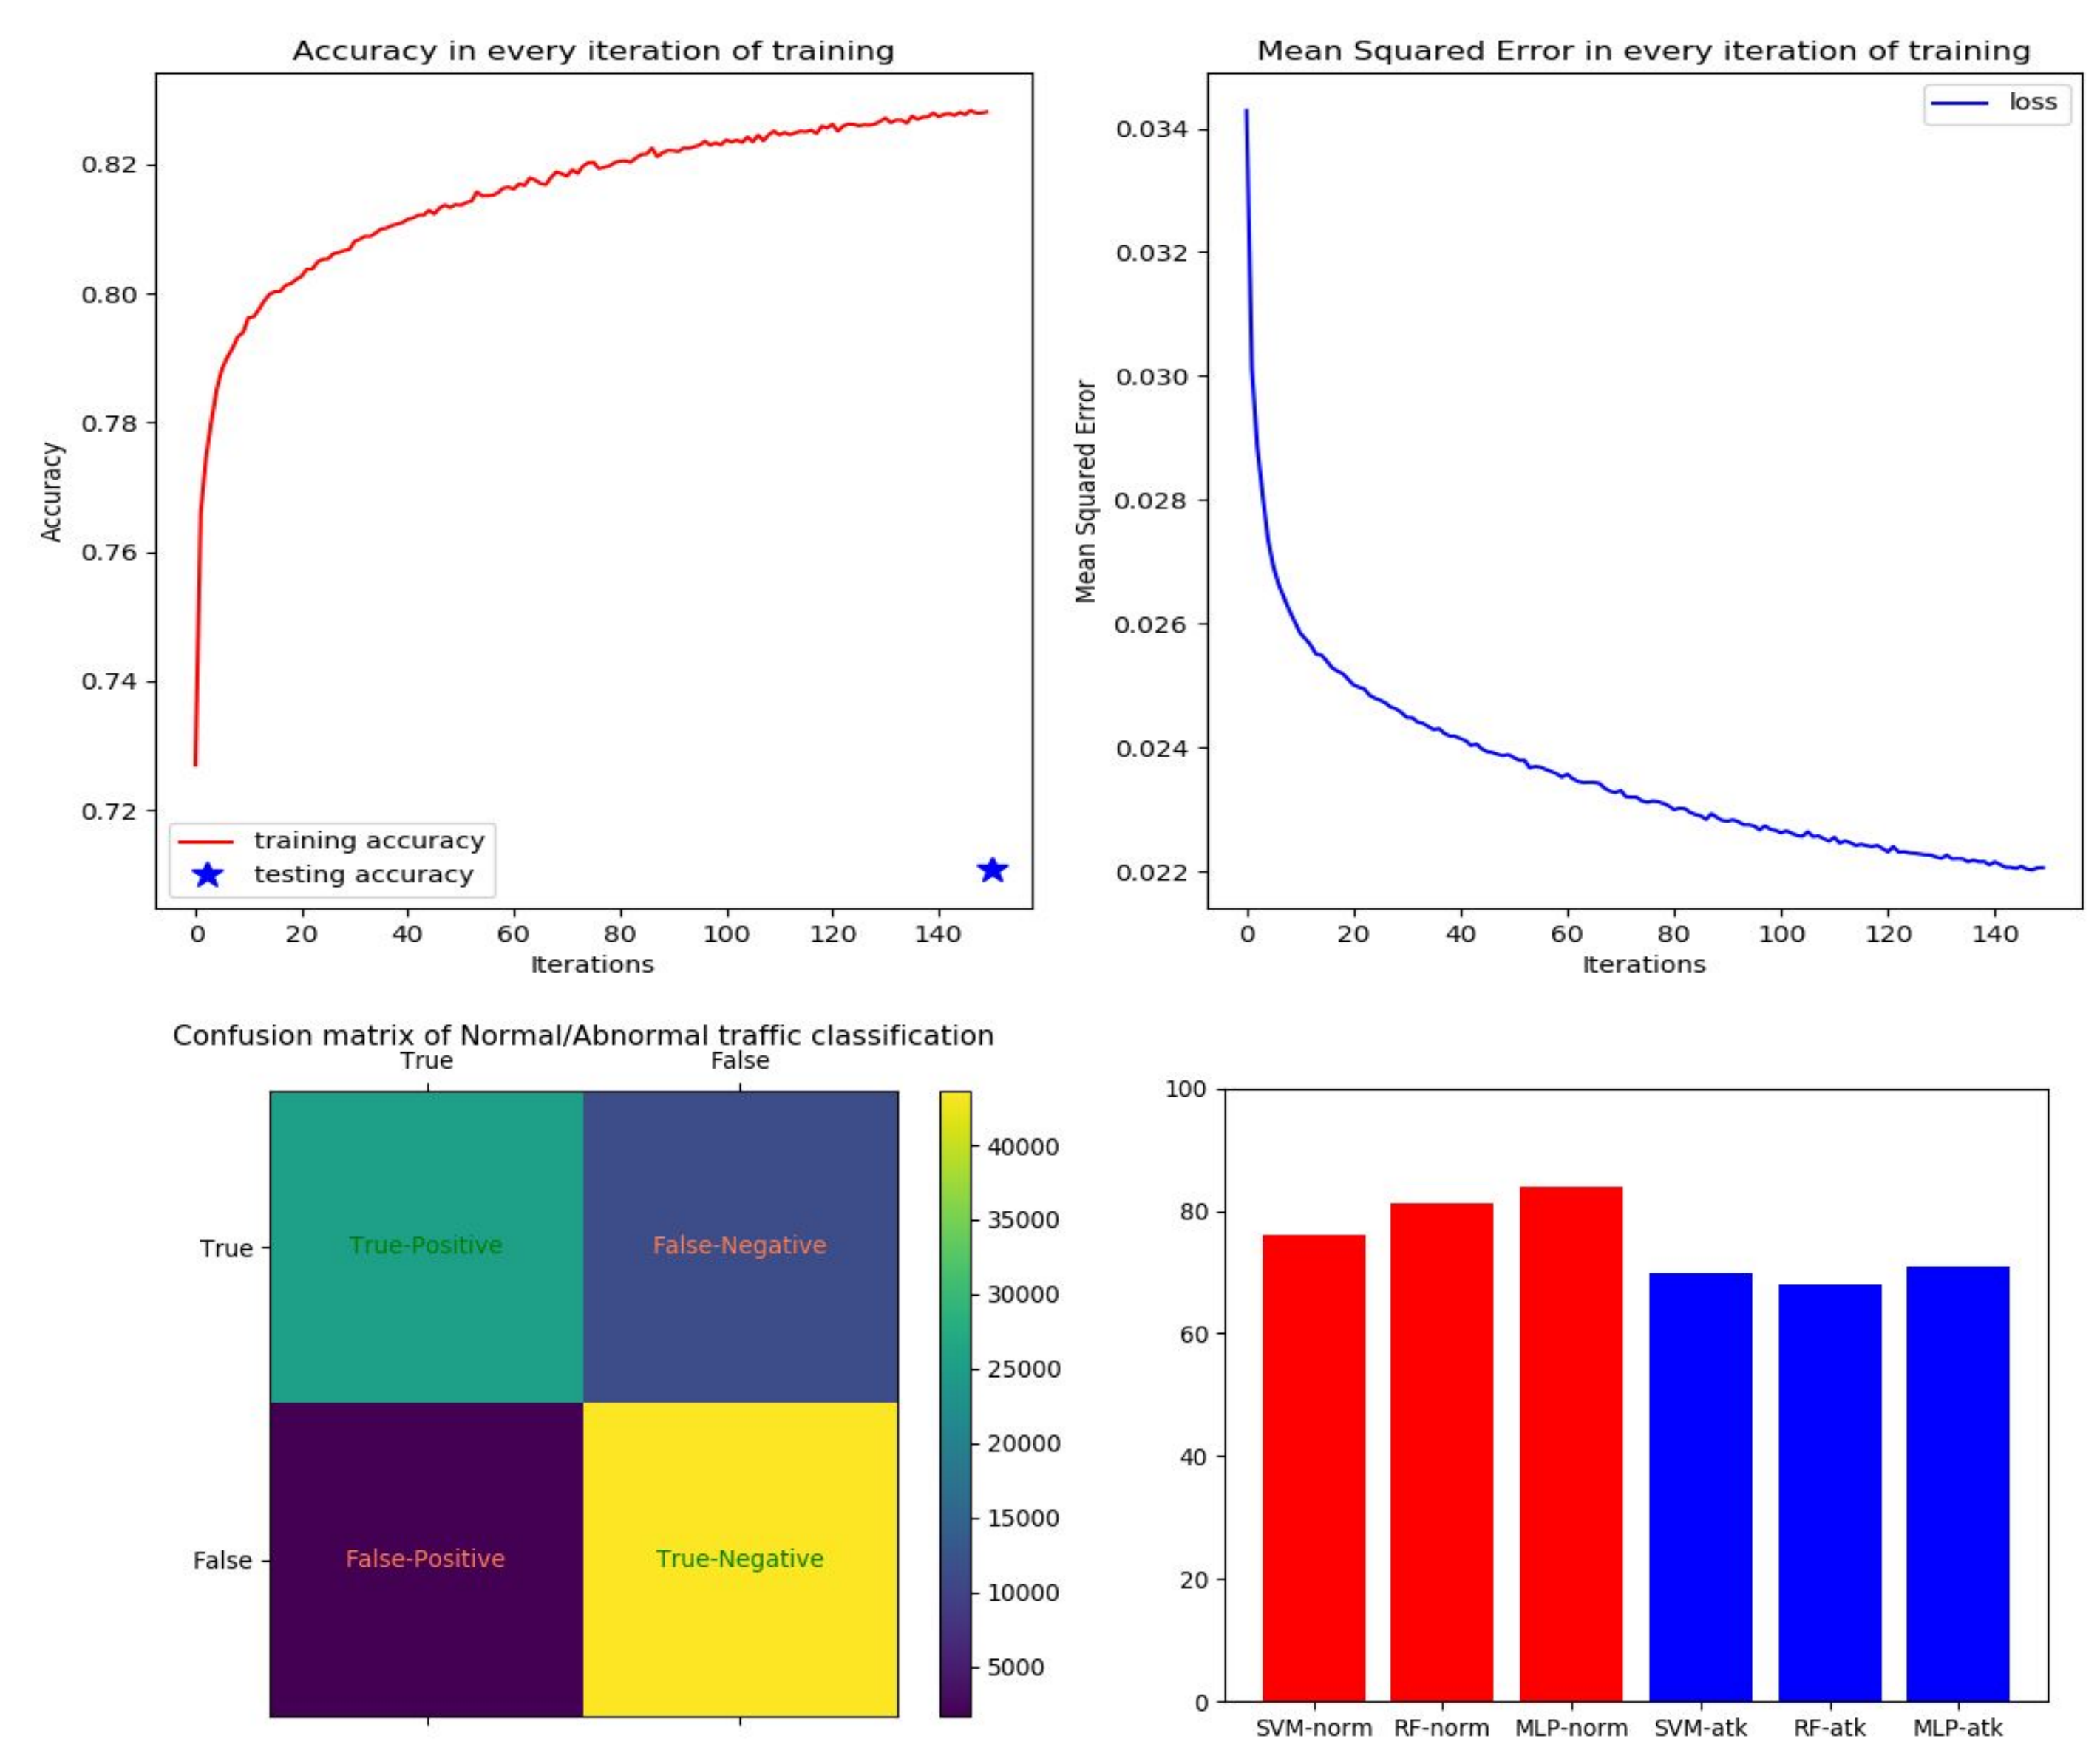 Accuracy in every iteration of training
0.82
0.80
0.78
0.76
0.74
0.72
Accuracy
training accuracy
testing accuracy
0 20 40 60 80 100 120 140
Iterations
Mean Squared Error in every iteration of training
loss
0.034
0.032
0.030
0.028
0.026
0.024
0.022
Mean Squared Error
0 20 40 60 80 100 120 140
Iterations
Confusion matrix of Normal/Abnormal traffic classification
True False
True
False
True-Positive False-Negative
False-Positive True-Negative
40000
35000
30000
25000
20000
15000
10000
5000
100
80
60
40
20
0
SVM-norm RF-norm MLP-norm SVM-atk RF-atk MLP-atk